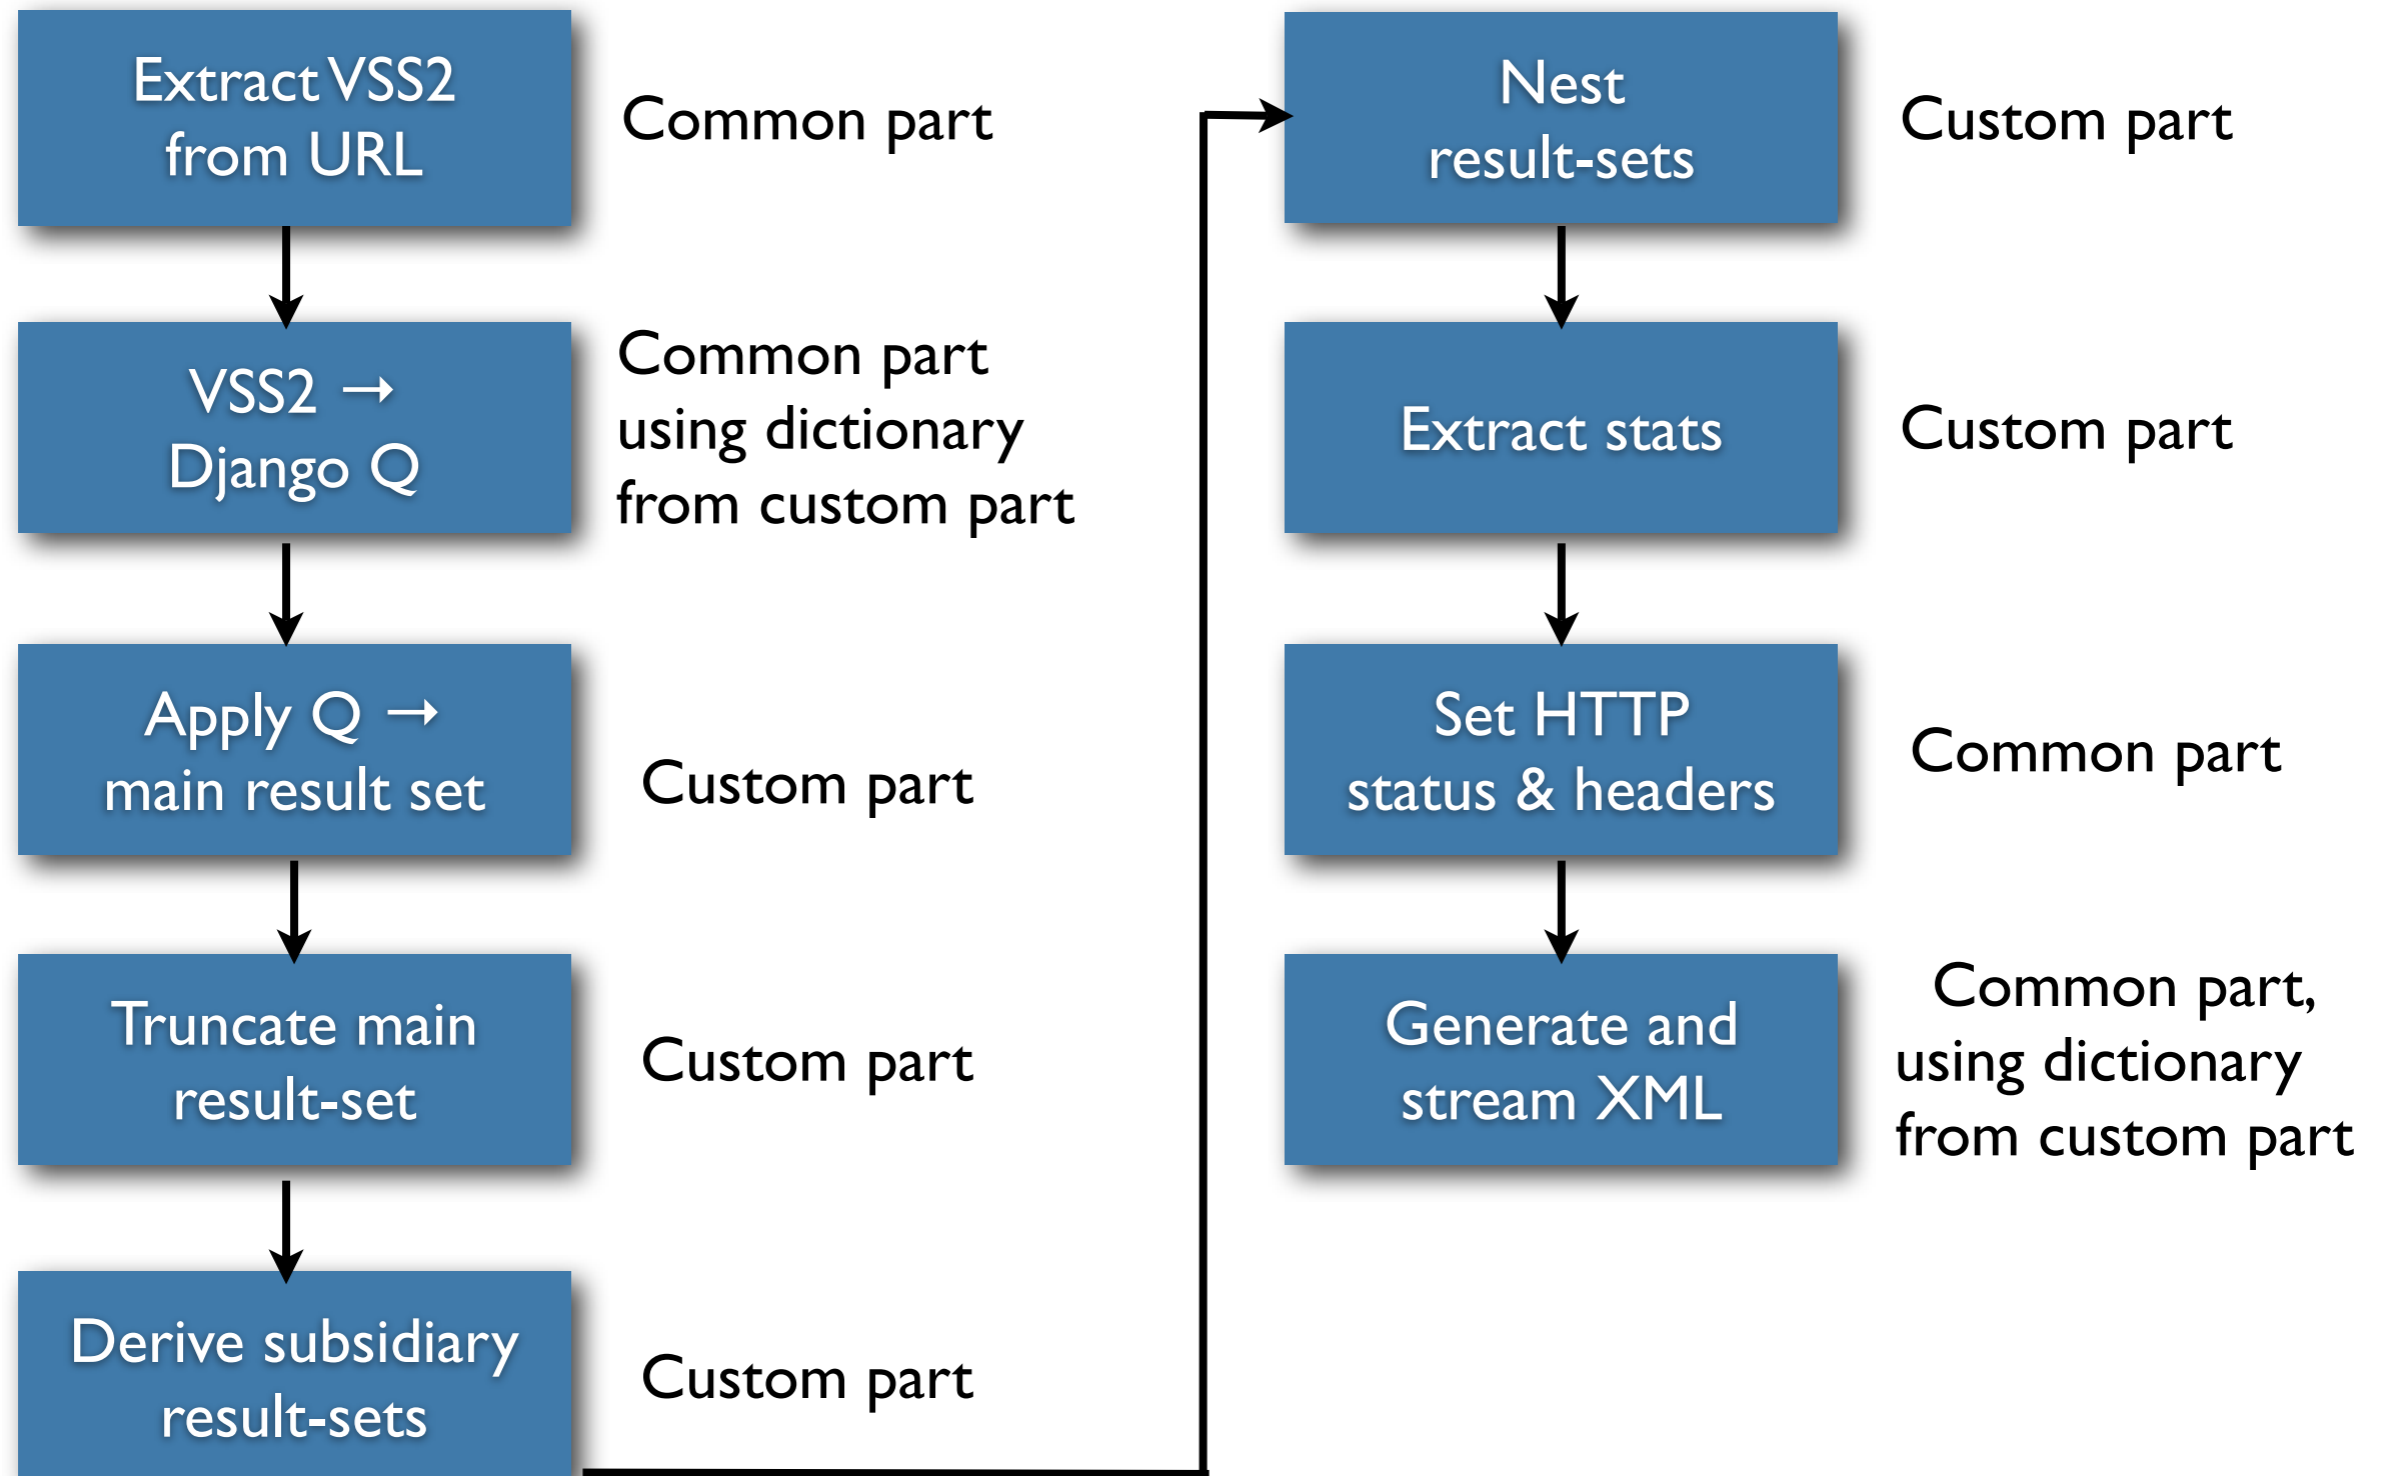 Extract VSS2
from URL
Common part
VSS2 →
Django Q
Common part
using dictionary
from custom part
Apply Q →
main result set
Custom part
Truncate main
result-set
Custom part
Derive subsidiary
result-sets
Custom part
Nest
result-sets
Custom part
Extract stats
Custom part
Set HTTP
status & headers
Common part
Generate and
stream XML
Common part,
using dictionary
from custom part